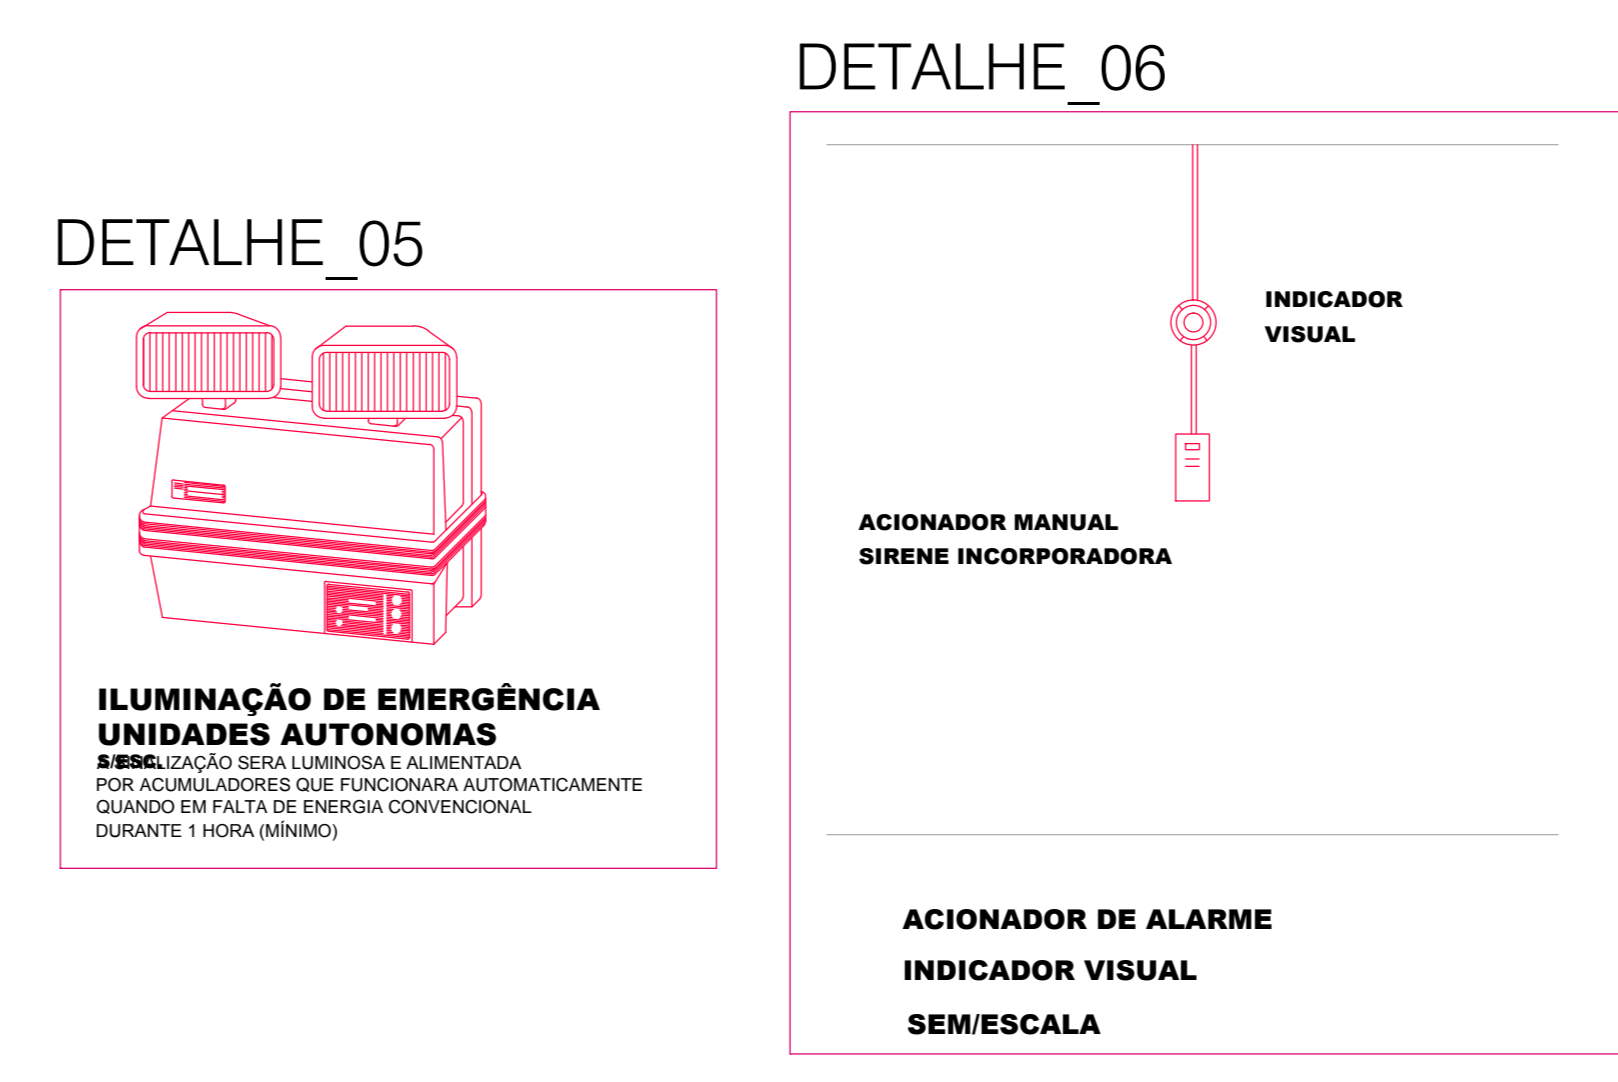 DETALHE_05
ILUMINAÇÃO DE EMERGÊNCIA
UNIDADES AUTONOMAS
S/ESC.
A SINALIZAÇÃO SERA LUMINOSA E ALIMENTADA
POR ACUMULADORES QUE FUNCIONARA AUTOMATICAMENTE
QUANDO EM FALTA DE ENERGIA CONVENCIONAL
DURANTE 1 HORA (MÍNIMO)
DETALHE_06
INDICADOR
VISUAL
ACIONADOR MANUAL
SIRENE INCORPORADORA
ACIONADOR DE ALARME
INDICADOR VISUAL
SEM/ESCALA